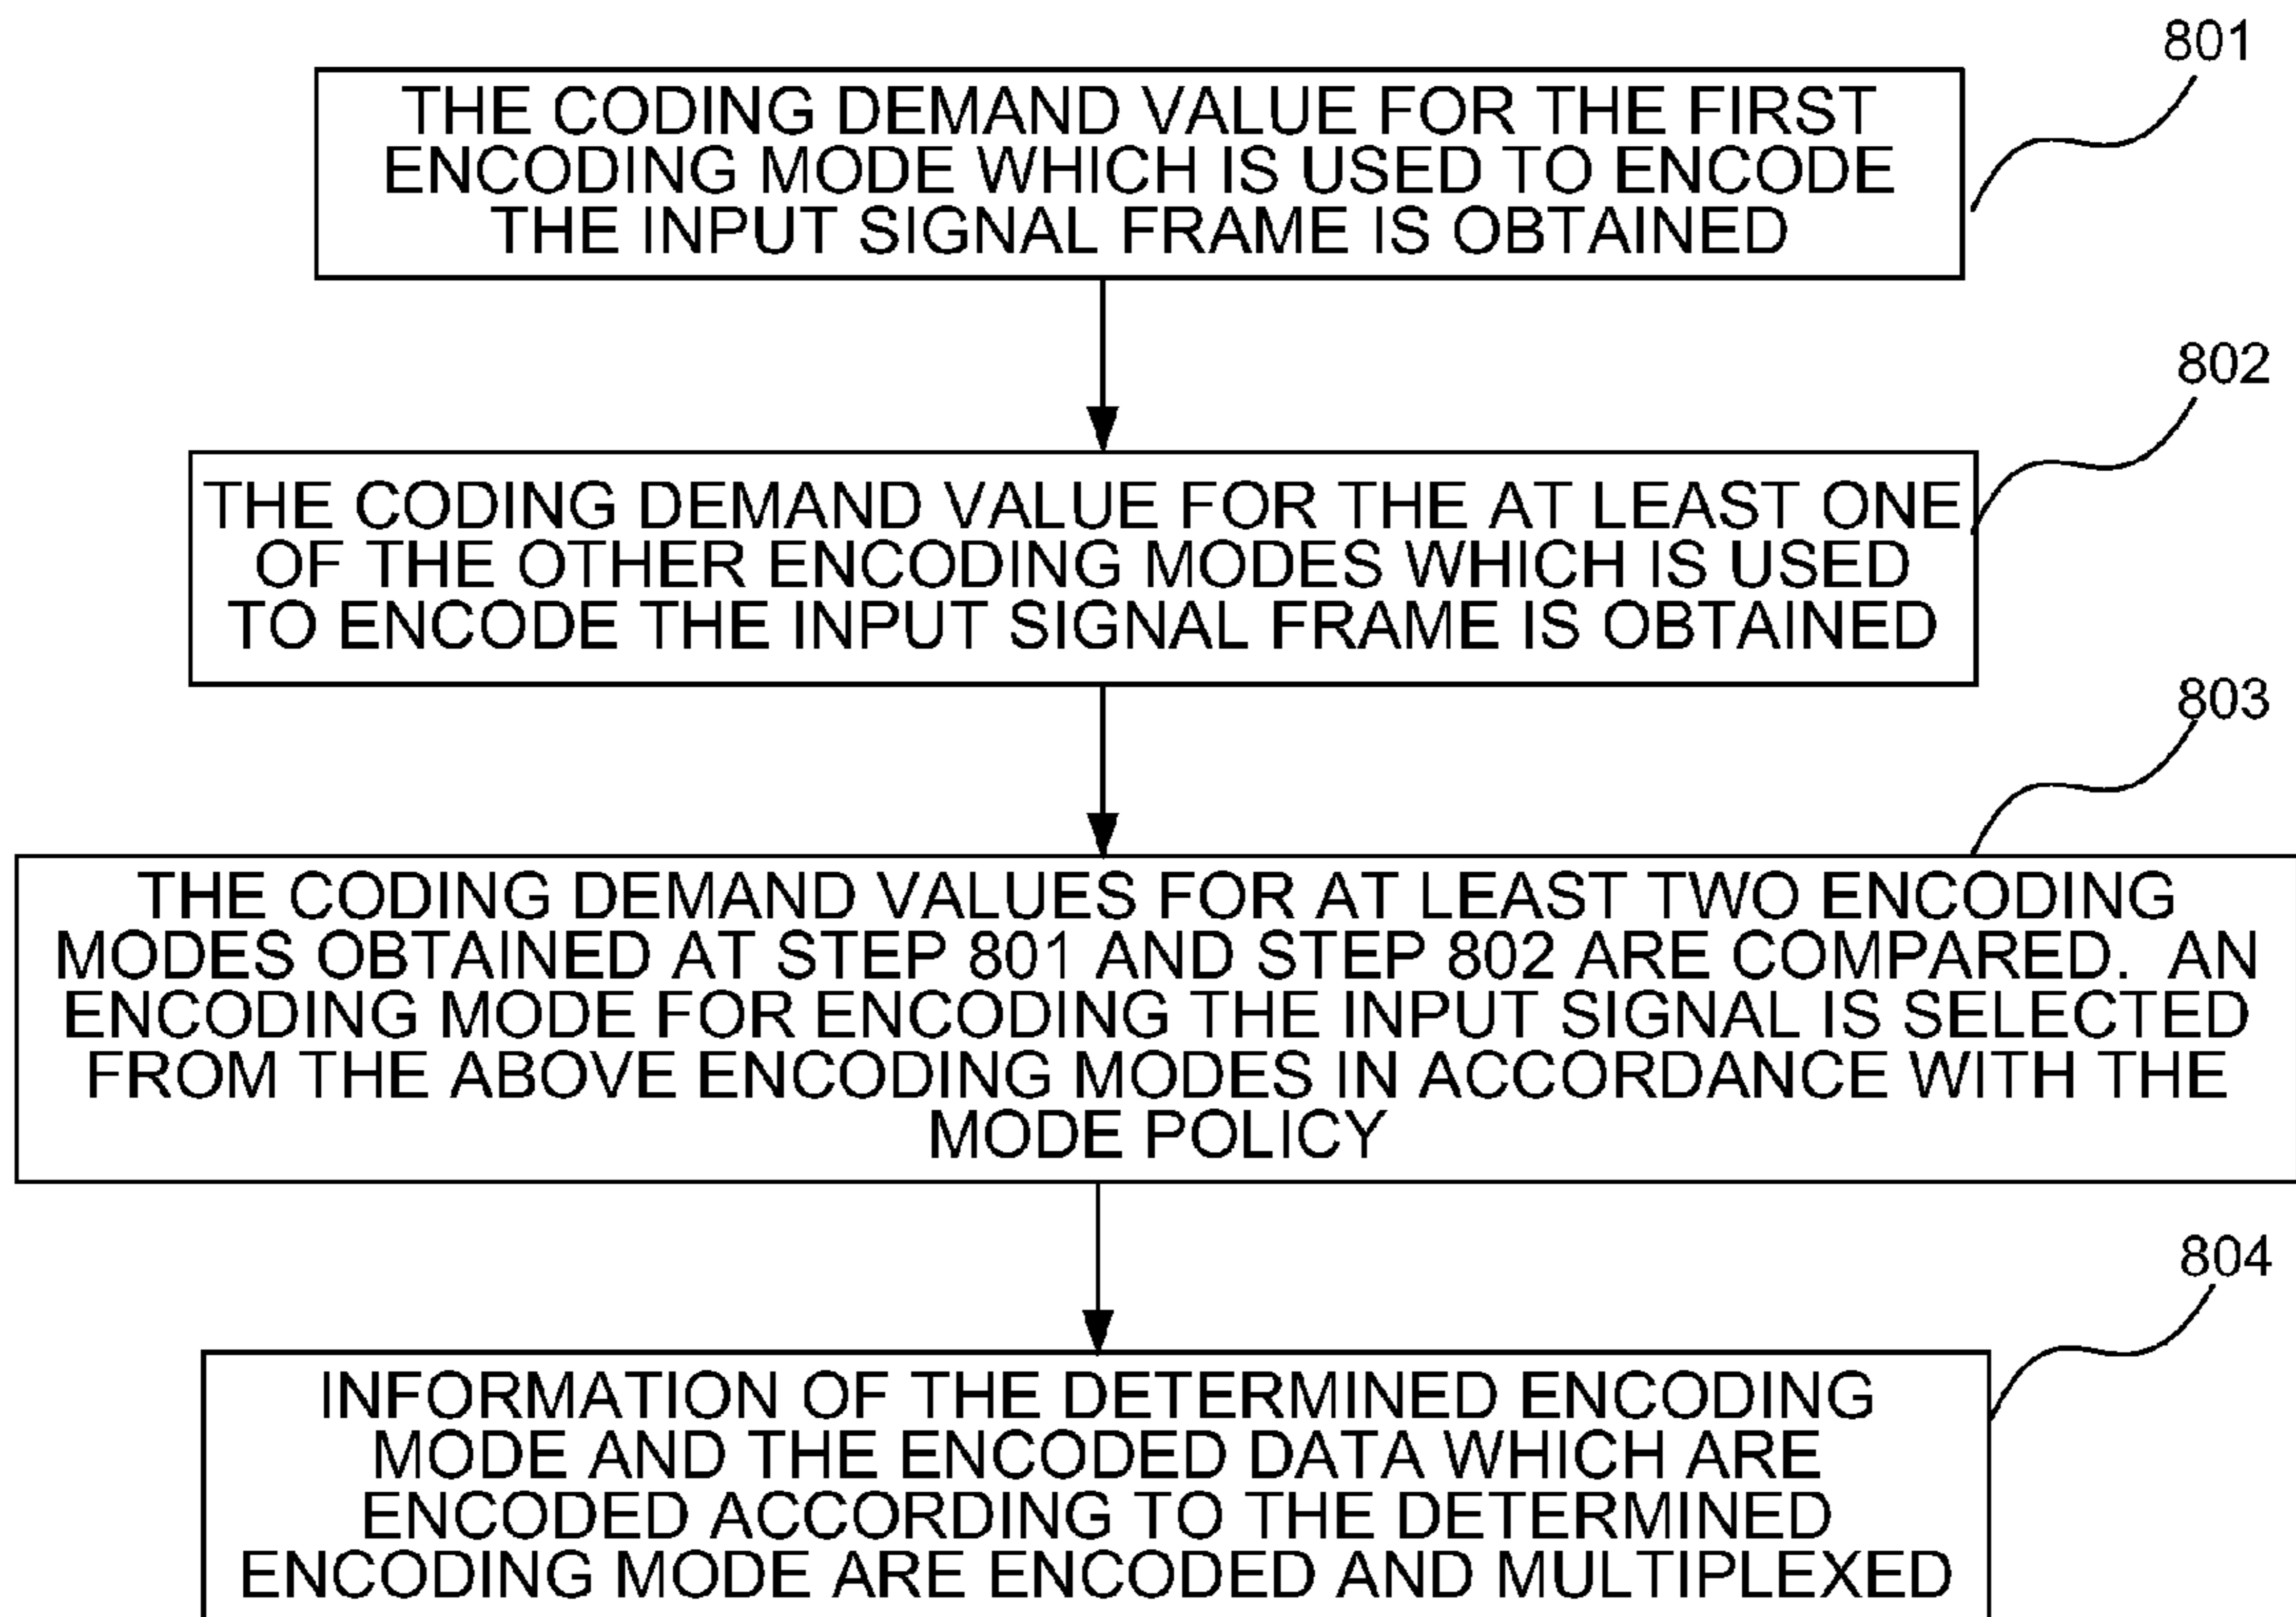 801
THE CODING DEMAND VALUE FOR THE FIRST
ENCODING MODE WHICH IS USED TO ENCODE
THE INPUT SIGNAL FRAME IS OBTAINED
802
THE CODING DEMAND VALUE FOR THE AT LEAST ONE
OF THE OTHER ENCODING MODES WHICH IS USED
TO ENCODE THE INPUT SIGNAL FRAME IS OBTAINED
803
THE CODING DEMAND VALUES FOR AT LEAST TWO ENCODING
MODES OBTAINED AT STEP 801 AND STEP 802 ARE COMPARED. AN
ENCODING MODE FOR ENCODING THE INPUT SIGNAL IS SELECTED
FROM THE ABOVE ENCODING MODES IN ACCORDANCE WITH THE
MODE POLICY
804
INFORMATION OF THE DETERMINED ENCODING
MODE AND THE ENCODED DATA WHICH ARE
ENCODED ACCORDING TO THE DETERMINED
ENCODING MODE ARE ENCODED AND MULTIPLEXED